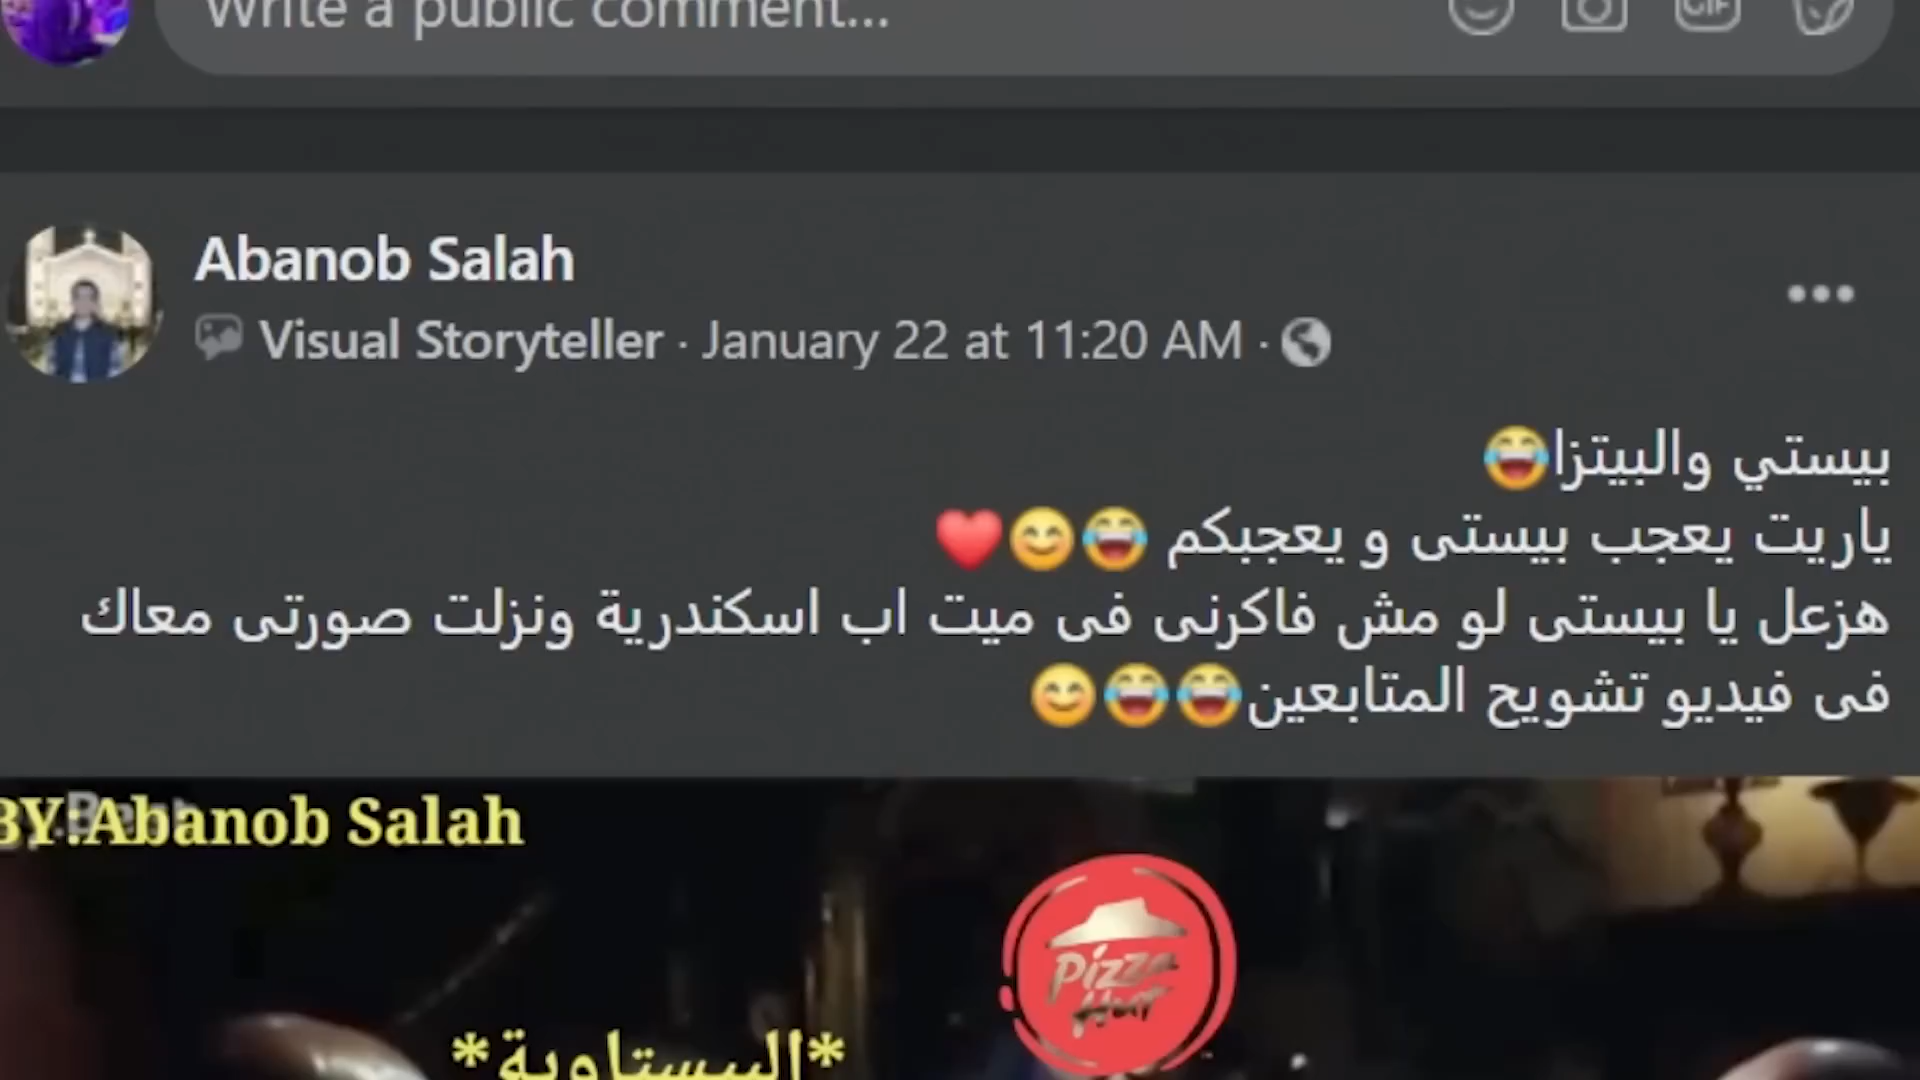 Write a public comment...
GIF
Abanob Salah
Visual Storyteller · January 22 at 11:20 AM ·
بيستي والبيتزا😂
ياريت يعجب بيستى و يعجبكم 😂😊❤️
هزعل يا بيستى لو مش فاكرنى فى ميت اب اسكندرية ونزلت صورتى معاك
فى فيديو تشويح المتابعين😂😂😊
BY:Abanob Salah
Pizza
Hut
*البيستاوية*